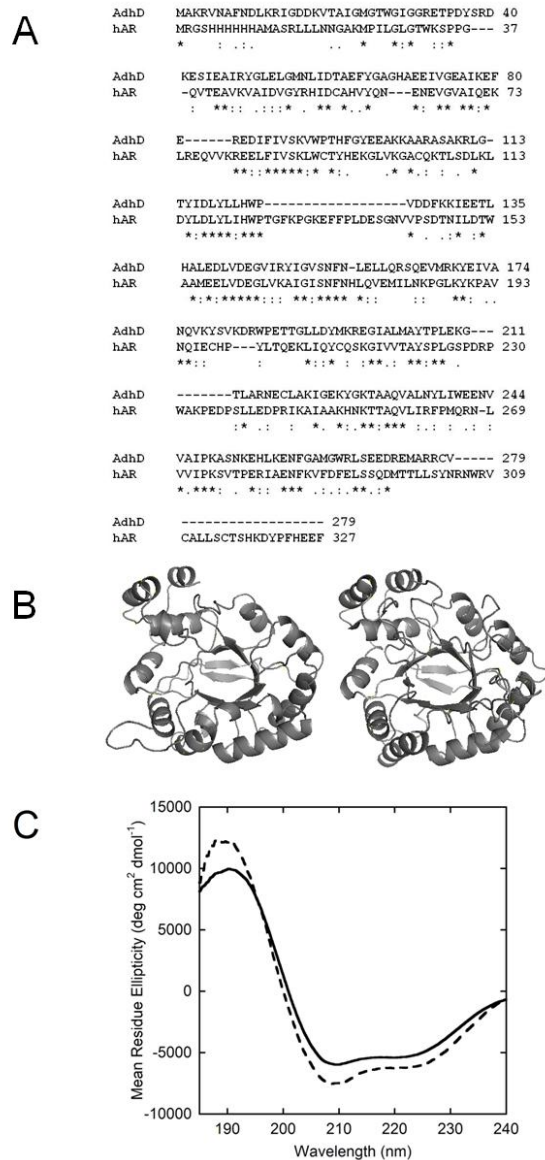 A
AdhD MAKRVNAFNDLKRIGDDKVTAIGMGTWGIGGRETPDYSRD 40
hAR MRGSHHHHHHAMASRLLLNNGAKMPILGLGTWKSPPG--- 37
AdhD KESIEAIRYGLELGMNLIDTAEFYGAGHAEEIVGEAIKEF 80
hAR -QVTEAVKVAIDVGYRHIDCAHVYQN---ENEVGVAIQEK 73
AdhD E------REDIFIVSKVWPTHFGYEEAKKAARASAKRLG- 113
hAR LREQVVKREELFIVSKLWCTYHEKGLVKGACQKTLSDLKL 113
AdhD TYIDLYLLHWP----------------VDDFKKIEETL 135
hAR DYLDLYLIHWPTGFKPGKEFFPLDESGNVVPSDTNILDTW 153
AdhD HALEDLVDEGVIRYIGVSNFN-LELLQRSQEVMRKYEIVA 174
hAR AAMEELVDEGLVKAIGISNFNHLQVEMILNKPGLKYKPAV 193
AdhD NQVKYSVKDRWPETTGLLDYMKREGIALMAYTPLEKG--- 211
hAR NQIECHP---YLTQEKLIQYCQSKGIVVTAYSPLGSPDRP 230
AdhD ------TLARNECLAKIGEKYGKTAAQVALNYLIWEENV 244
hAR WAKPEDPSLLEDPRIKAIAAKHNKTTAQVLIRFPMQRN-L 269
AdhD VAIPKASNKEHLKENFGAMGWRLSEEDREMARRCV----- 279
hAR VVIPKSVTPERIAENFKVFDFELSSQDMTTLLSYNRNWRV 309
AdhD ------------------ 279
hAR CALLSCTSHKDYPFHEEF 327
B
C
Mean Residue Ellipticity (deg cm² dmol⁻¹)
15000
10000
5000
0
-5000
-10000
190 200 210 220 230 240
Wavelength (nm)